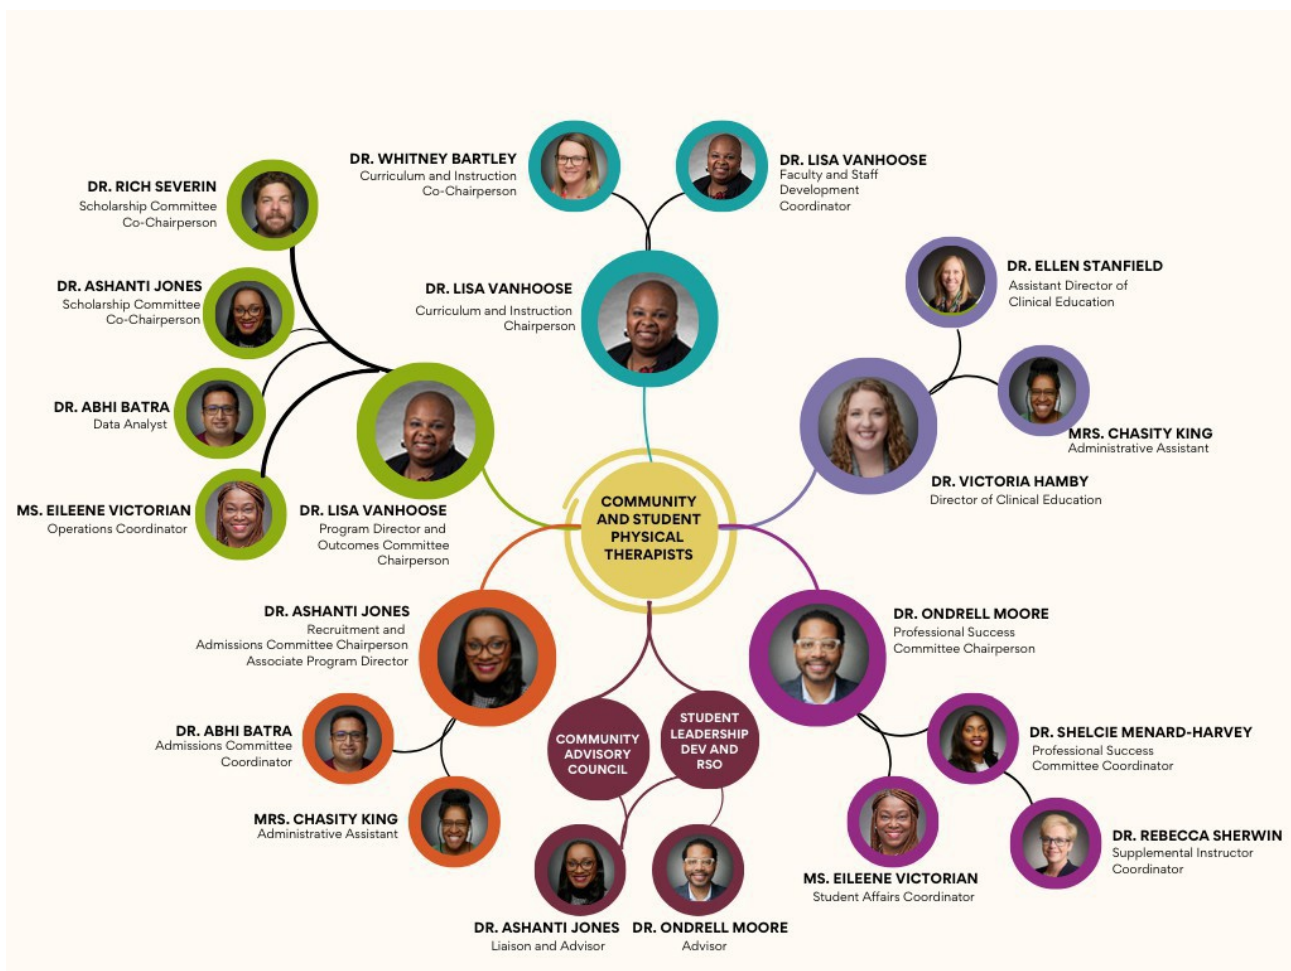 DR. WHITNEY BARTLEY
Curriculum and Instruction
Co-Chairperson
DR. LISA VANHOOSE
Faculty and Staff
Development
Coordinator
DR. RICH SEVERIN
Scholarship Committee
Co-Chairperson
DR. ASHANTI JONES
Scholarship Committee
Co-Chairperson
DR. LISA VANHOOSE
Curriculum and Instruction
Chairperson
DR. ELLEN STANFIELD
Assistant Director of
Clinical Education
DR. ABHI BATRA
Data Analyst
MRS. CHASITY KING
Administrative Assistant
DR. VICTORIA HAMBY
Director of Clinical Education
MS. EILEENE VICTORIAN
Operations Coordinator
DR. LISA VANHOOSE
Program Director and
Outcomes Committee
Chairperson
COMMUNITY
AND STUDENT
PHYSICAL
THERAPISTS
DR. ASHANTI JONES
Recruitment and
Admissions Committee Chairperson
Associate Program Director
DR. ONDRELL MOORE
Professional Success
Committee Chairperson
DR. ABHI BATRA
Admissions Committee
Coordinator
COMMUNITY
ADVISORY
COUNCIL
STUDENT
LEADERSHIP
DEV AND
RSO
DR. SHELCIE MENARD-HARVEY
Professional Success
Committee Coordinator
MRS. CHASITY KING
Administrative Assistant
DR. REBECCA SHERWIN
Supplemental Instructor
Coordinator
MS. EILEENE VICTORIAN
Student Affairs Coordinator
DR. ASHANTI JONES
Liaison and Advisor
DR. ONDRELL MOORE
Advisor